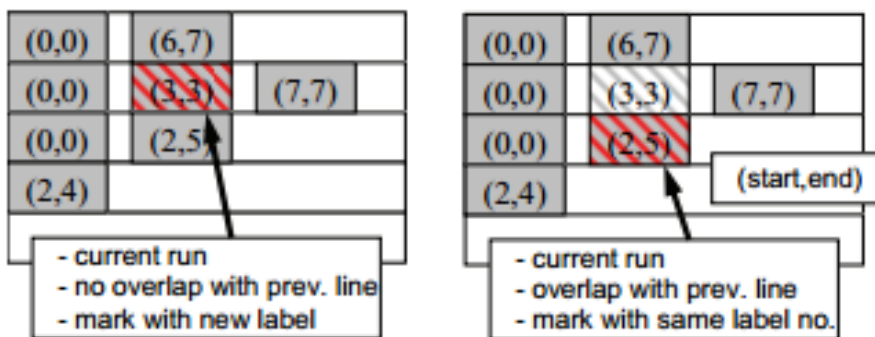 (0,0) (6,7)
(0,0) (3,3) (7,7)
(0,0) (2,5)
(2,4)
- current run
- no overlap with prev. line
- mark with new label
(0,0) (6,7)
(0,0) (3,3) (7,7)
(0,0) (2,5)
(2,4)
(start,end)
- current run
- overlap with prev. line
- mark with same label no.